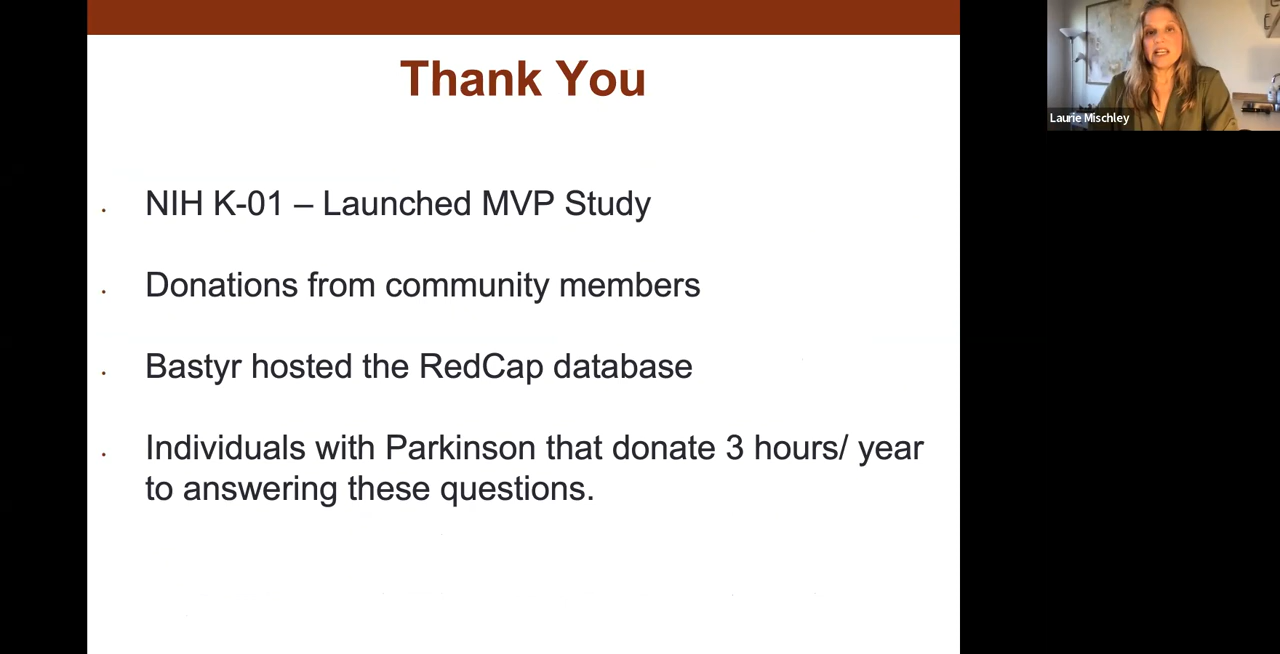 Thank You
NIH K-01 – Launched MVP Study
Donations from community members
Bastyr hosted the RedCap database
Individuals with Parkinson that donate 3 hours/ year
to answering these questions.
Laurie Mischley